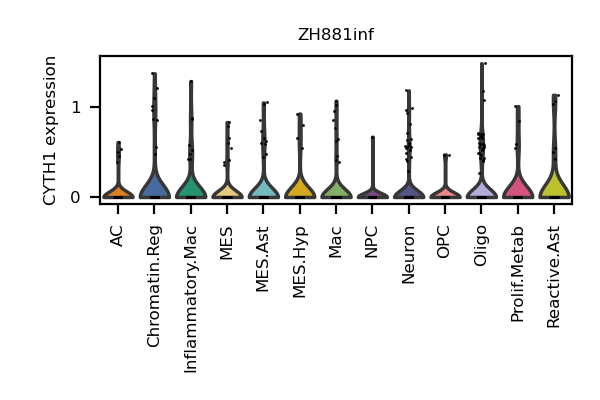 ZH881inf
CYTH1 expression
1
0
AC
Chromatin.Reg
Inflammatory.Mac
MES
MES.Ast
MES.Hyp
Mac
NPC
Neuron
OPC
Oligo
Prolif.Metab
Reactive.Ast